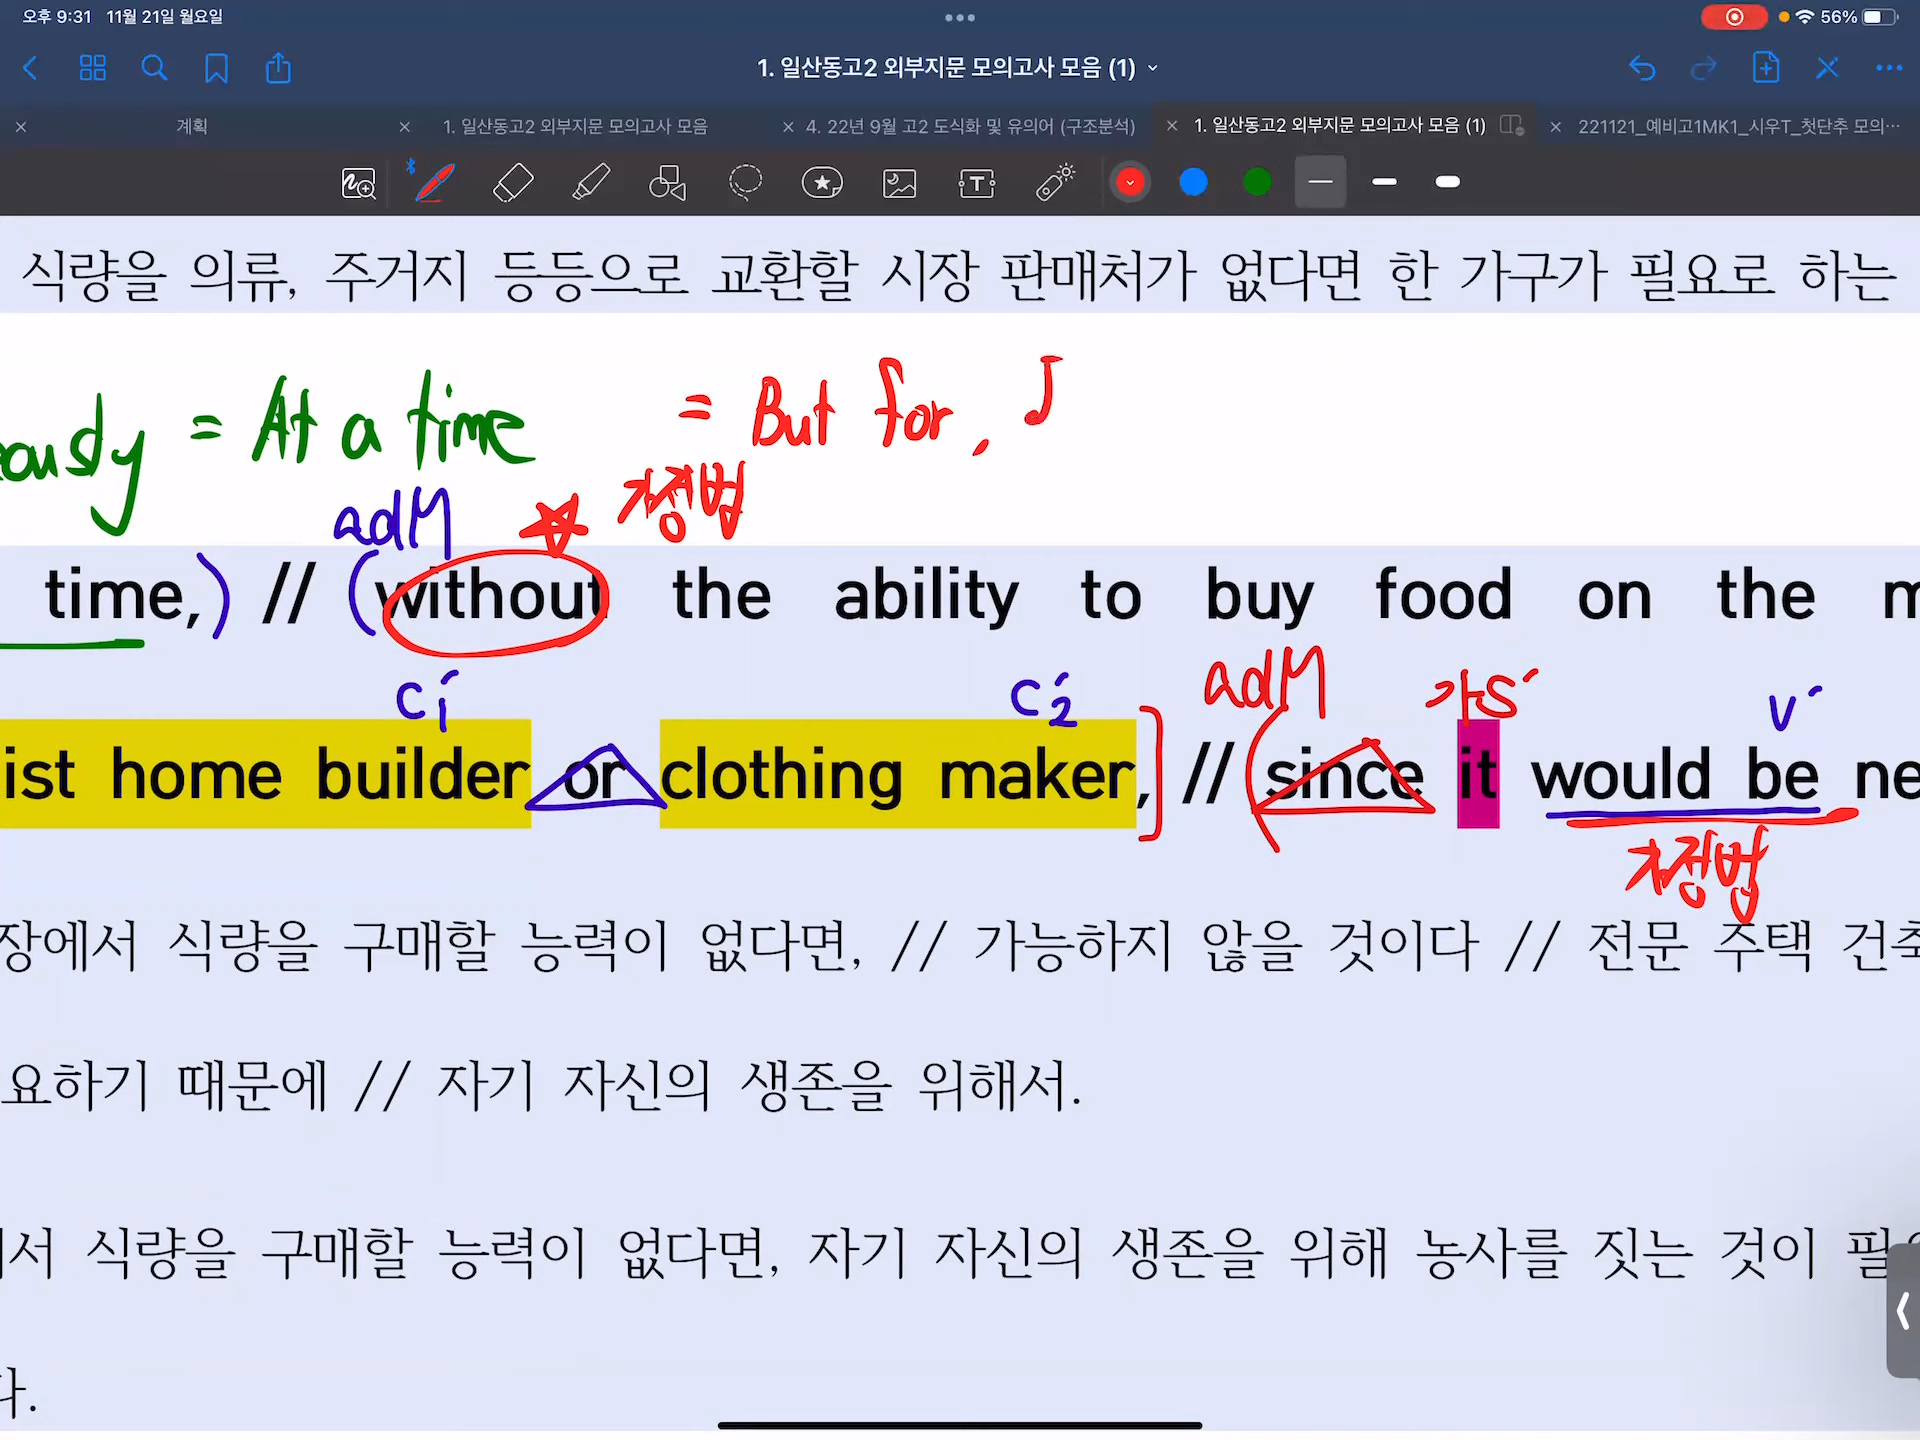 오후 9:31 11월 21일 월요일
56%
1. 일산동고2 외부지문 모의고사 모음 (1)
계획
1. 일산동고2 외부지문 모의고사 모음
4. 22년 9월 고2 도식화 및 유의어 (구조분석)
1. 일산동고2 외부지문 모의고사 모음 (1)
221121_예비고1MK1_시우T_첫단추 모의···
식량을 의류, 주거지 등등으로 교환할 시장 판매처가 없다면 한 가구가 필요로 하는
ously = At a time = But for,
adM 가정법
time,) // (without the ability to buy food on the m
C1' C2' adM 가S' V'
ist home builder or clothing maker,] // (since it would be ne
가정법
장에서 식량을 구매할 능력이 없다면, // 가능하지 않을 것이다 // 전문 주택 건축
요하기 때문에 // 자기 자신의 생존을 위해서.
서 식량을 구매할 능력이 없다면, 자기 자신의 생존을 위해 농사를 짓는 것이 필
다.